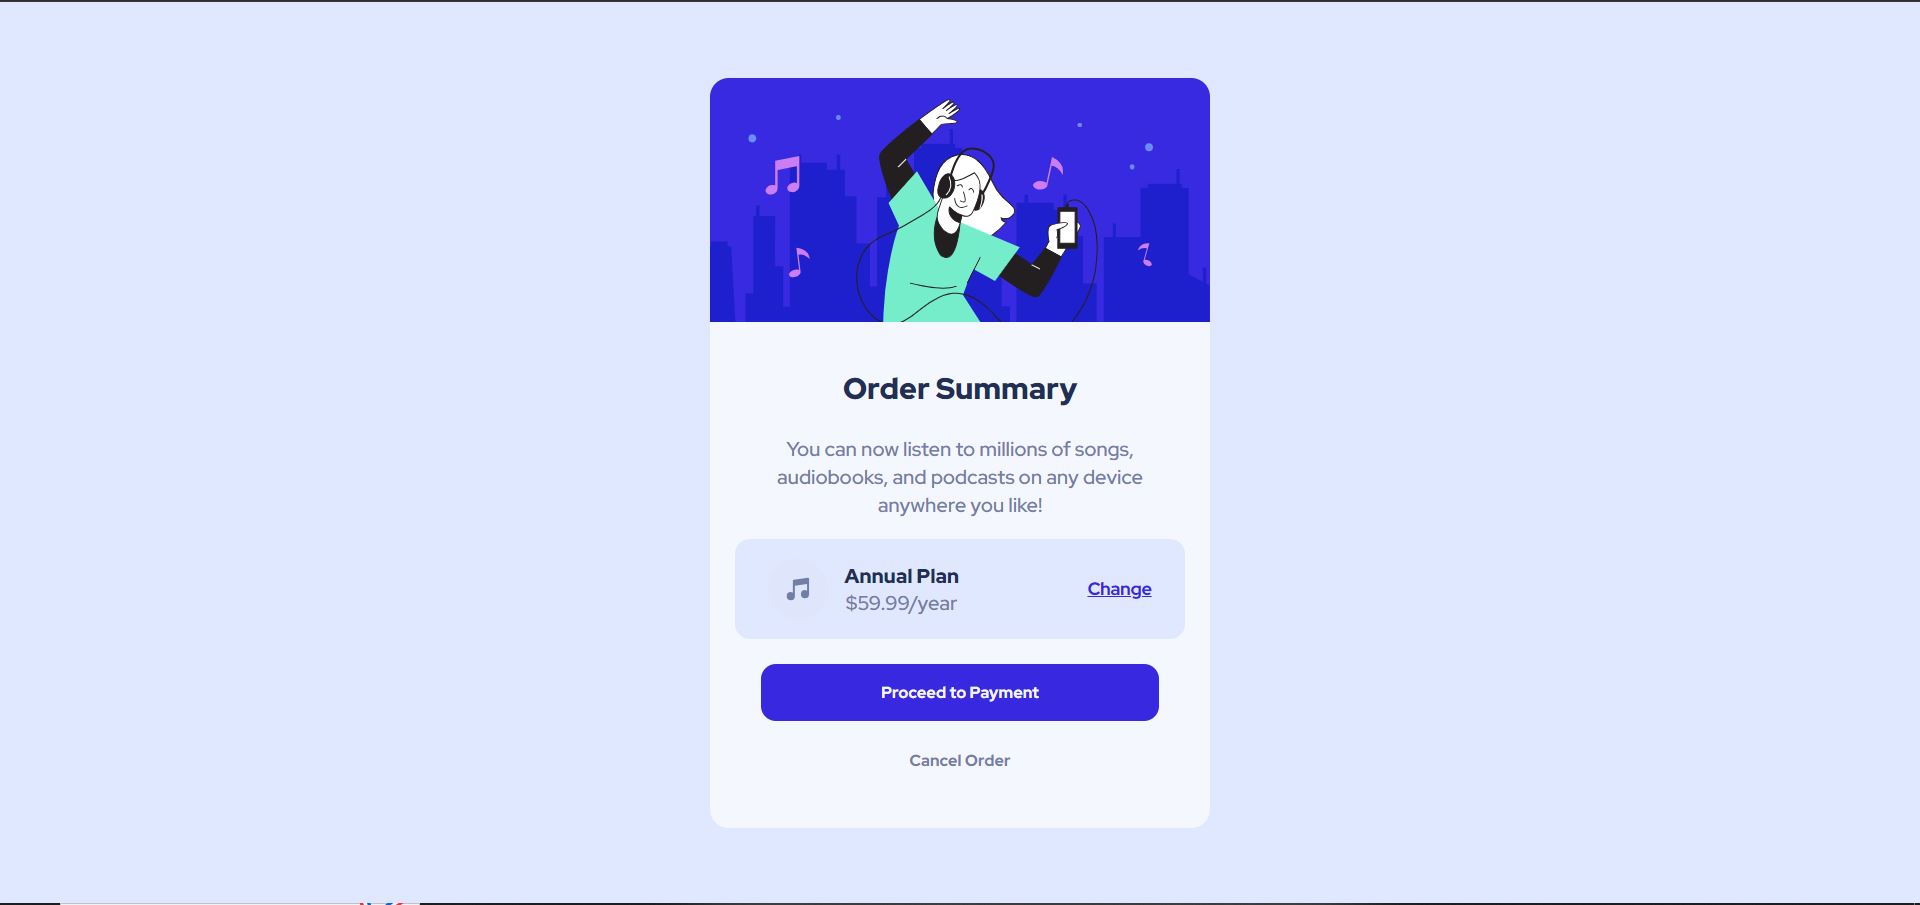 Order Summary
You can now listen to millions of songs,
audiobooks, and podcasts on any device
anywhere you like!
Annual Plan
$59.99/year
Change
Proceed to Payment
Cancel Order